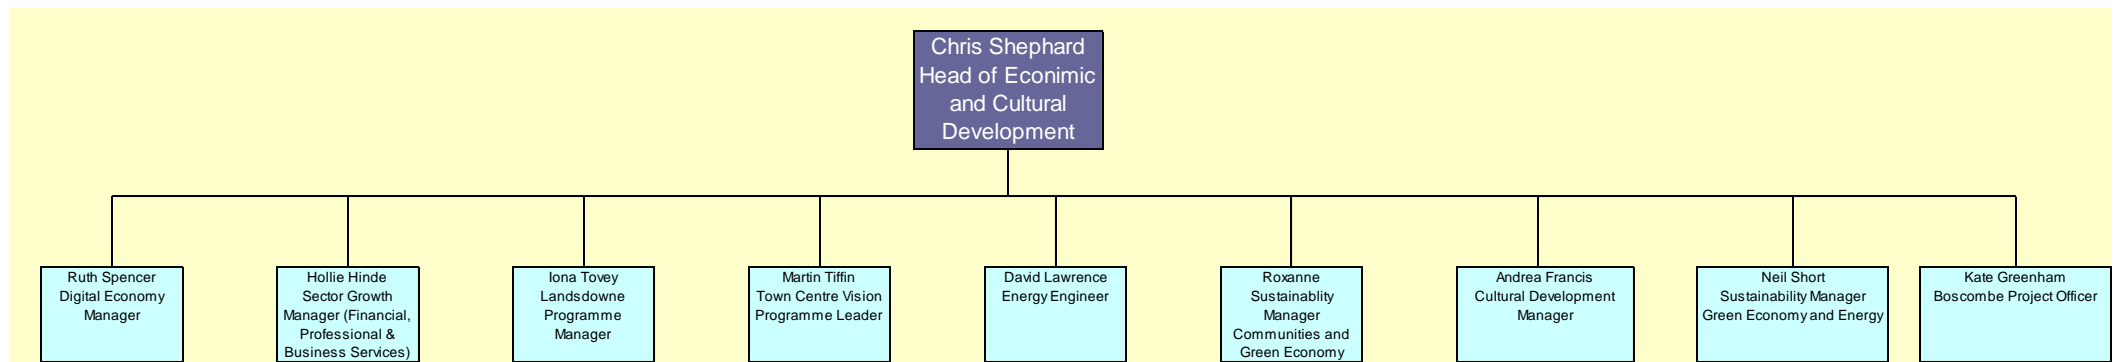 Chris Shephard
Head of Econimic
and Cultural
Development
Ruth Spencer
Digital Economy
Manager
Hollie Hinde
Sector Growth
Manager (Financial,
Professional &
Business Services)
Iona Tovey
Landsdowne
Programme
Manager
Martin Tiffin
Town Centre Vision
Programme Leader
David Lawrence
Energy Engineer
Roxanne
Sustainablity
Manager
Communities and
Green Economy
Andrea Francis
Cultural Development
Manager
Neil Short
Sustainability Manager
Green Economy and Energy
Kate Greenham
Boscombe Project Officer